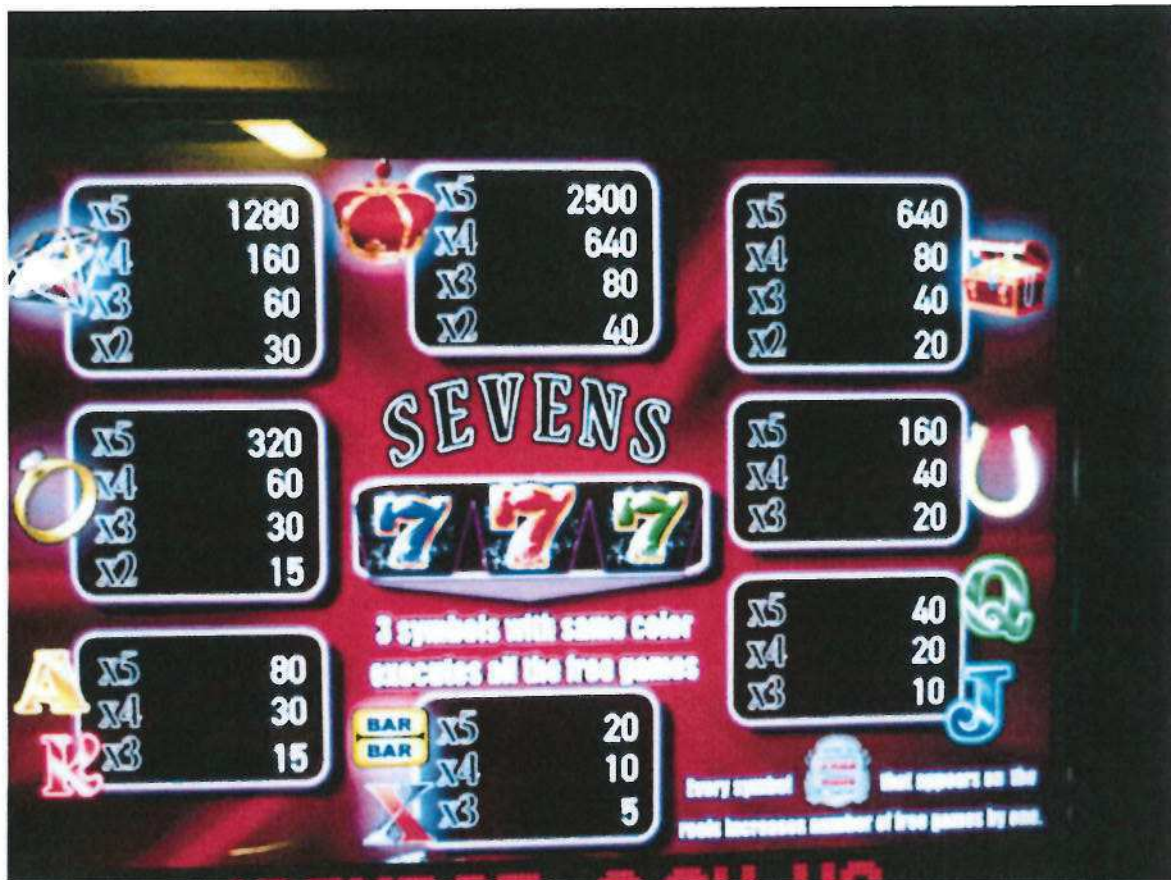 x5 1280
x4 160
x3 60
x2 30
x5 2500
x4 640
x3 80
x2 40
x5 640
x4 80
x3 40
x2 20
SEVENS
7 7 7
x5 320
x4 60
x3 30
x2 15
x5 160
x4 40
x3 20
3 symbols with same color
executes all the free games
A
K
x5 80
x4 30
x3 15
BAR
BAR
X
x5 20
x4 10
x3 5
Q
J
x5 40
x4 20
x3 10
Every symbol that appears on the
reels increases number of free games by one.